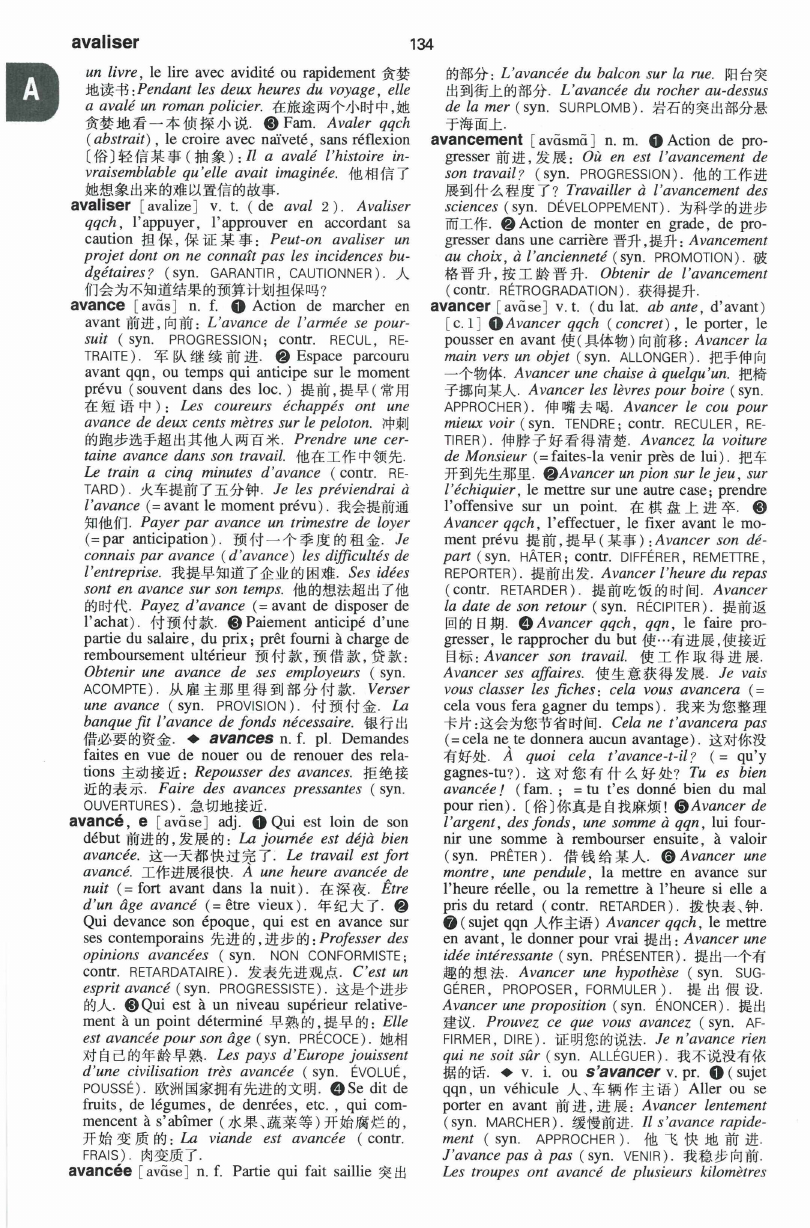 avaliser
134
A
un livre, le lire avec avidité ou rapidement 贪婪
地读书:Pendant les deux heures du voyage, elle
a avalé un roman policier. 在旅途两个小时中,她
贪婪地看一本侦探小说. ❸ Fam. Avaler qqch
(abstrait), le croire avec naïveté, sans réflexion
[俗]轻信某事(抽象): Il a avalé l'histoire in-
vraisemblable qu'elle avait imaginée. 他相信了
她想象出来的难以置信的故事.
avaliser [avalize] v. t. (de aval 2). Avaliser
qqch, l'appuyer, l'approuver en accordant sa
caution 担保,保证某事: Peut-on avaliser un
projet dont on ne connaît pas les incidences bu-
dgétaires? (syn. GARANTIR, CAUTIONNER). 人
们会为不知道结果的预算计划担保吗?
avance [avɑ̃s] n. f. ❶ Action de marcher en
avant 前进,向前: L'avance de l'armée se pour-
suit (syn. PROGRESSION; contr. RECUL, RE-
TRAITE). 军队继续前进. ❷ Espace parcouru
avant qqn, ou temps qui anticipe sur le moment
prévu (souvent dans des loc.) 提前,提早(常用
在短语中): Les coureurs échappés ont une
avance de deux cents mètres sur le peloton. 冲刺
的跑步选手超出其他人两百米. Prendre une cer-
taine avance dans son travail. 他在工作中领先.
Le train a cinq minutes d'avance (contr. RE-
TARD). 火车提前了五分钟. Je les préviendrai à
l'avance (= avant le moment prévu). 我会提前通
知他们. Payer par avance un trimestre de loyer
(= par anticipation). 预付一个季度的租金. Je
connais par avance (d'avance) les difficultés de
l'entreprise. 我提早知道了企业的困难. Ses idées
sont en avance sur son temps. 他的想法超出了他
的时代. Payez d'avance (= avant de disposer de
l'achat). 付预付款. ❸ Paiement anticipé d'une
partie du salaire, du prix; prêt fourni à charge de
remboursement ultérieur 预付款,预借款,贷款:
Obtenir une avance de ses employeurs (syn.
ACOMPTE). 从雇主那里得到部分付款. Verser
une avance (syn. PROVISION). 付预付金. La
banque fit l'avance de fonds nécessaire. 银行出
借必要的资金. ◆ avances n. f. pl. Demandes
faites en vue de nouer ou de renouer des rela-
tions 主动接近: Repousser des avances. 拒绝接
近的表示. Faire des avances pressantes (syn.
OUVERTURES). 急切地接近.
avancé, e [avɑ̃se] adj. ❶ Qui est loin de son
début 前进的,发展的: La journée est déjà bien
avancée. 这一天都快过完了. Le travail est fort
avancé. 工作进展很快. À une heure avancée de
nuit (= fort avant dans la nuit). 在深夜. Être
d'un âge avancé (= être vieux). 年纪大了. ❷
Qui devance son époque, qui est en avance sur
ses contemporains 先进的,进步的: Professer des
opinions avancées (syn. NON CONFORMISTE;
contr. RETARDATAIRE). 发表先进观点. C'est un
esprit avancé (syn. PROGRESSISTE). 这是个进步
的人. ❸ Qui est à un niveau supérieur relative-
ment à un point déterminé 早熟的,提早的: Elle
est avancée pour son âge (syn. PRÉCOCE). 她相
对自己的年龄早熟. Les pays d'Europe jouissent
d'une civilisation très avancée (syn. ÉVOLUÉ,
POUSSÉ). 欧洲国家拥有先进的文明. ❹ Se dit de
fruits, de légumes, de denrées, etc., qui com-
mencent à s'abîmer (水果、蔬菜等)开始腐烂的,
开始变质的: La viande est avancée (contr.
FRAIS). 肉变质了.
avancée [avɑ̃se] n. f. Partie qui fait saillie 突出
的部分: L'avancée du balcon sur la rue. 阳台突
出到街上的部分. L'avancée du rocher au-dessus
de la mer (syn. SURPLOMB). 岩石的突出部分悬
于海面上.
avancement [avɑ̃smɑ̃] n. m. ❶ Action de pro-
gresser 前进,发展: Où en est l'avancement de
son travail? (syn. PROGRESSION). 他的工作进
展到什么程度了? Travailler à l'avancement des
sciences (syn. DÉVELOPPEMENT). 为科学的进步
而工作. ❷ Action de monter en grade, de pro-
gresser dans une carrière 晋升,提升: Avancement
au choix, à l'ancienneté (syn. PROMOTION). 破
格晋升,按工龄晋升. Obtenir de l'avancement
(contr. RÉTROGRADATION). 获得提升.
avancer [avɑ̃se] v. t. (du lat. ab ante, d'avant)
[c. 1] ❶ Avancer qqch (concret), le porter, le
pousser en avant 使(具体物)向前移: Avancer la
main vers un objet (syn. ALLONGER). 把手伸向
一个物体. Avancer une chaise à quelqu'un. 把椅
子挪向某人. Avancer les lèvres pour boire (syn.
APPROCHER). 伸嘴去喝. Avancer le cou pour
mieux voir (syn. TENDRE; contr. RECULER, RE-
TIRER). 伸脖子好看得清楚. Avancez la voiture
de Monsieur (= faites-la venir près de lui). 把车
开到先生那里. ❷ Avancer un pion sur le jeu, sur
l'échiquier, le mettre sur une autre case; prendre
l'offensive sur un point. 在棋盘上进卒. ❸
Avancer qqch, l'effectuer, le fixer avant le mo-
ment prévu 提前,提早(某事): Avancer son dé-
part (syn. HÂTER; contr. DIFFÉRER, REMETTRE,
REPORTER). 提前出发. Avancer l'heure du repas
(contr. RETARDER). 提前吃饭的时间. Avancer
la date de son retour (syn. RÉCIPITER). 提前返
回的日期. ❹ Avancer qqch, qqn, le faire pro-
gresser, le rapprocher du but 使…有进展,使接近
目标: Avancer son travail. 使工作取得进展.
Avancer ses affaires. 使生意获得发展. Je vais
vous classer les fiches: cela vous avancera (=
cela vous fera gagner du temps). 我来为您整理
卡片:这会为您节省时间. Cela ne t'avancera pas
(= cela ne te donnera aucun avantage). 这对你没
有好处. À quoi cela t'avance-t-il? (= qu'y
gagnes-tu?). 这对您有什么好处? Tu es bien
avancée! (fam.; = tu t'es donné bien du mal
pour rien). [俗]你真是自找麻烦! ❺ Avancer de
l'argent, des fonds, une somme à qqn, lui four-
nir une somme à rembourser ensuite, à valoir
(syn. PRÊTER). 借钱给某人. ❻ Avancer une
montre, une pendule, la mettre en avance sur
l'heure réelle, ou la remettre à l'heure si elle a
pris du retard (contr. RETARDER). 拨快表、钟.
❼ (sujet qqn 人作主语) Avancer qqch, le mettre
en avant, le donner pour vrai 提出: Avancer une
idée intéressante (syn. PRÉSENTER). 提出一个有
趣的想法. Avancer une hypothèse (syn. SUG-
GÉRER, PROPOSER, FORMULER). 提出假设.
Avancer une proposition (syn. ÉNONCER). 提出
建议. Prouvez ce que vous avancez (syn. AF-
FIRMER, DIRE). 证明您的说法. Je n'avance rien
qui ne soit sûr (syn. ALLÉGUER). 我不说没有依
据的话. ◆ v. i. ou s'avancer v. pr. ❶ (sujet
qqn, un véhicule 人、车辆作主语) Aller ou se
porter en avant 前进,进展: Avancer lentement
(syn. MARCHER). 缓慢前进. Il s'avance rapide-
ment (syn. APPROCHER). 他飞快地前进.
J'avance pas à pas (syn. VENIR). 我稳步向前.
Les troupes ont avancé de plusieurs kilomètres